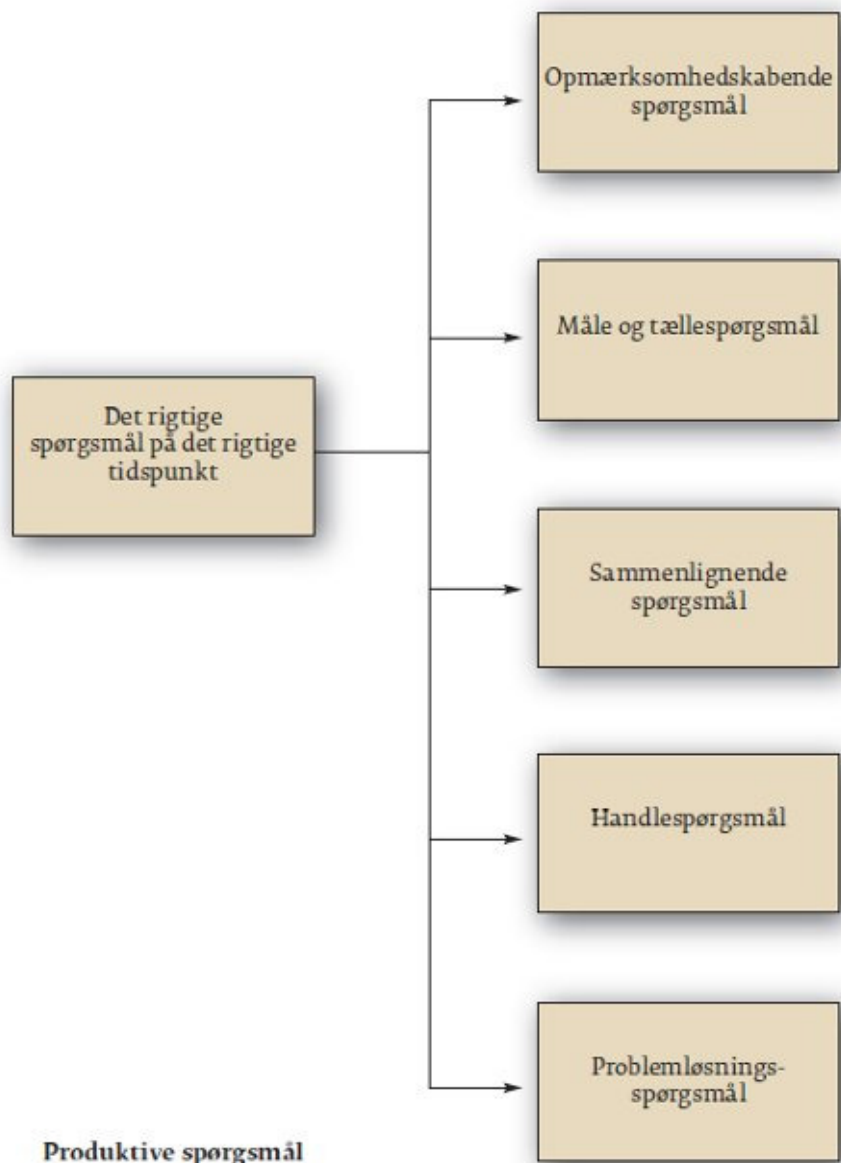 Det rigtige
spørgsmål på det rigtige
tidspunkt
Opmærksomhedskabende
spørgsmål
Måle og tællespørgsmål
Sammenlignende
spørgsmål
Handlespørgsmål
Problemløsnings-
spørgsmål
Produktive spørgsmål